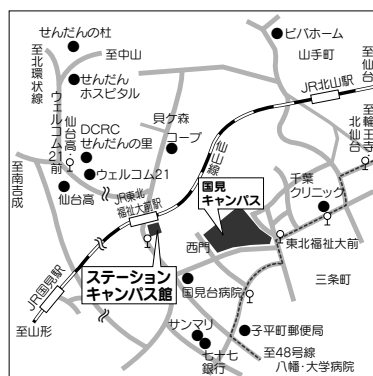 せんだんの杜
至中山
至北環状線
せんだん
ホスピタル
ウェルコム21前
仙台高
DCRC
せんだんの里
ウェルコム21
仙台高
至南吉成
貝ケ森
コープ
JR東北
福祉大前駅
仙山線
ビバホーム
山手町
JR北山駅
至仙台
至輪王寺
北仙台
千葉
クリニック
国見
キャンパス
西門
東北福祉大前
ステーション
キャンパス館
国見台病院
三条町
JR国見駅
至山形
サンマリ
七十七
銀行
子平町郵便局
至48号線
八幡・大学病院